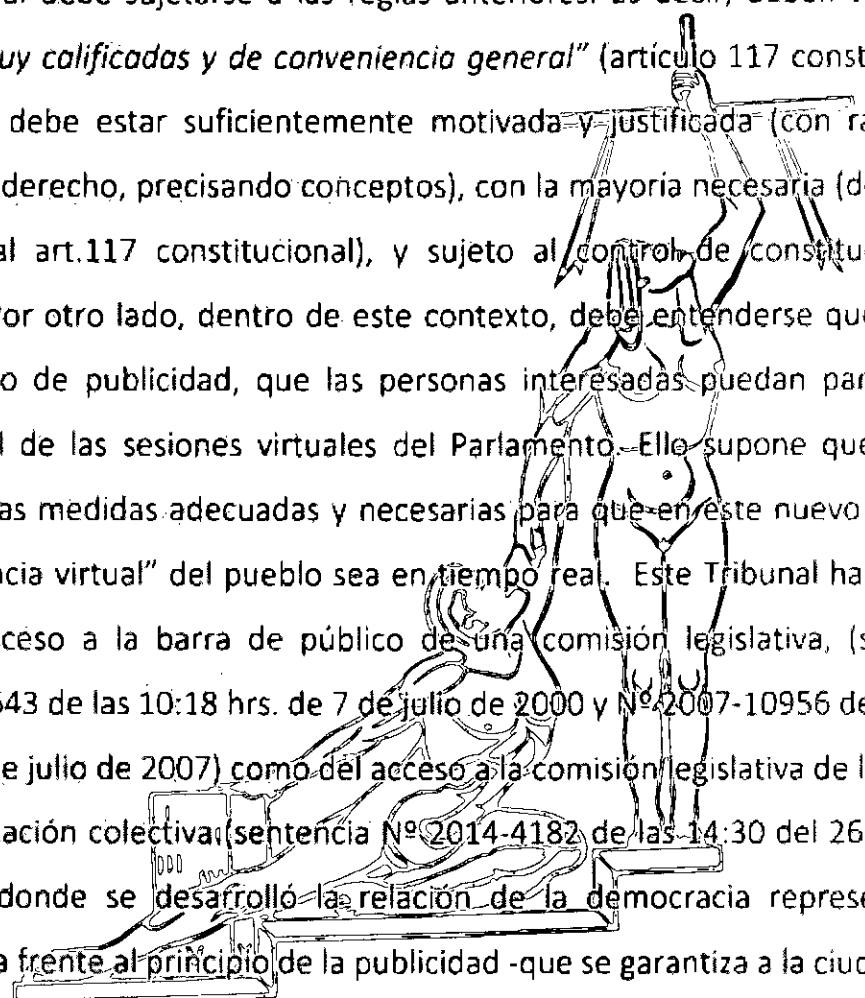 debe sujetarse a las reglas anteriores. Es decir, deben
uy calificadas y de conveniencia general" (artículo 117 const
debe estar suficientemente motivada y justificada (con ra
derecho, precisando conceptos), con la mayoría necesaria (d
al art.117 constitucional), y sujeto al control de constitu
or otro lado, dentro de este contexto, debe entenderse que
o de publicidad, que las personas interesadas puedan par
l de las sesiones virtuales del Parlamento. Ello supone que
as medidas adecuadas y necesarias para que en este nuevo
ncia virtual" del pueblo sea en tiempo real. Este Tribunal ha
cceso a la barra de público de una comisión legislativa, (s
643 de las 10:18 hrs. de 7 de julio de 2000 y Nº 2007-10956 de
e julio de 2007) como del acceso a la comisión legislativa de l
ación colectiva (sentencia Nº 2014-4182 de las 14:30 del 26
donde se desarrolló la relación de la democracia represe
a frente al principio de la publicidad -que se garantiza a la ciud